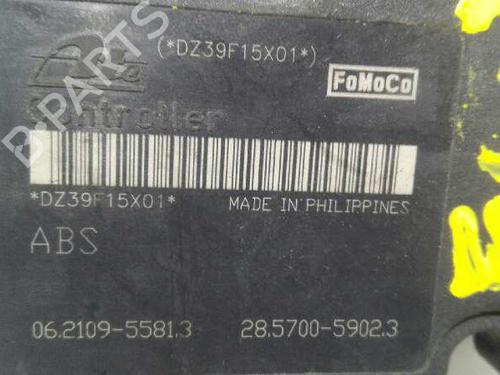 (*DZ39F15X01*)
Ate
FoMoCo
Controller
*DZ39F15X01*
MADE IN PHILIPPINES
ABS
06.2109-5581.3
28.5700-5902.3
B PARTS